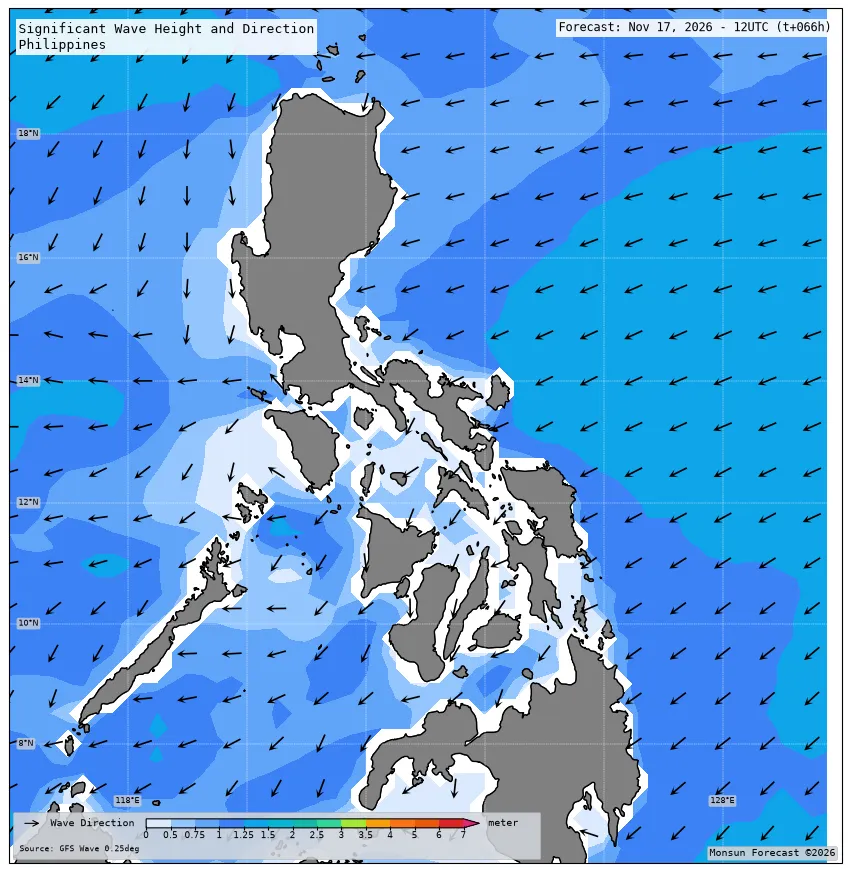 Significant Wave Height and Direction
Philippines
Forecast: Nov 17, 2026 - 12UTC (t+066h)
18°N
16°N
14°N
12°N
10°N
8°N
118°E
128°E
Wave Direction
0 0.5 0.75 1 1.25 1.5 2 2.5 3 3.5 4 5 6 7
meter
Source: GFS Wave 0.25deg
Monsun Forecast ©2026